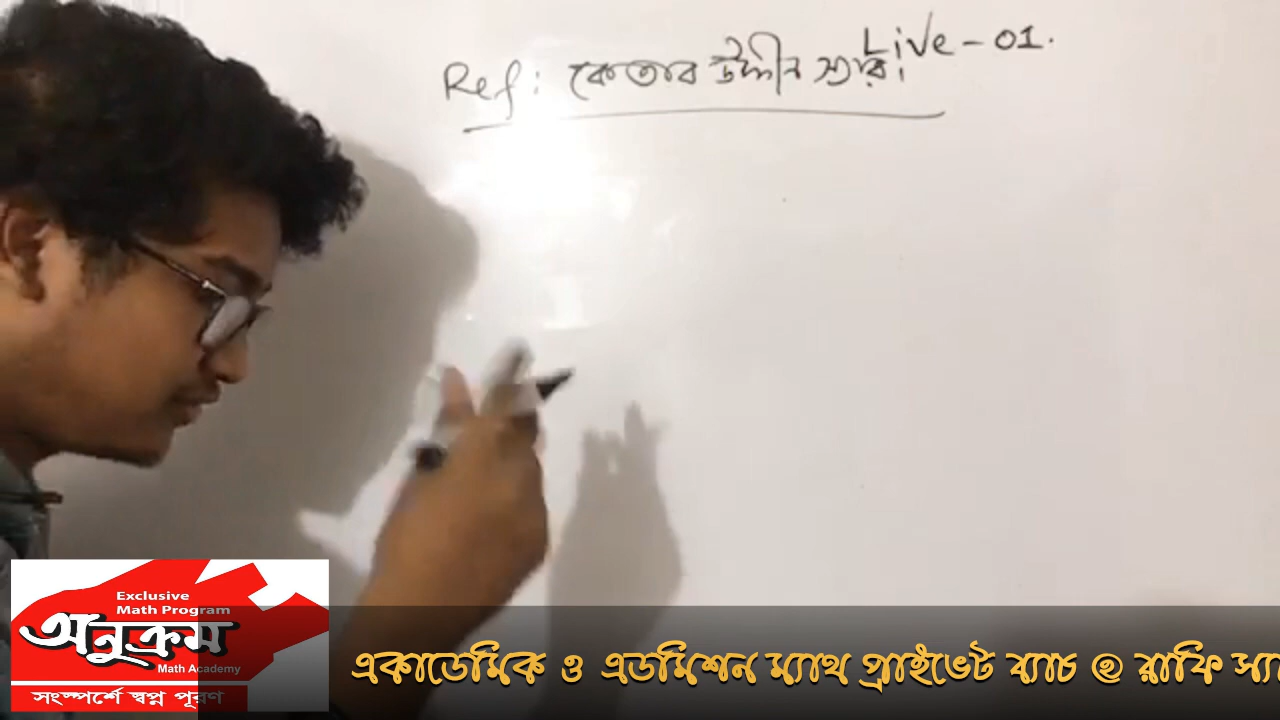 Live - 01.
Ref: কেতাব উদ্দীন স্যার।
Exclusive
Math Program
অনুক্রম
Math Academy
সংস্পর্শে স্বপ্ন পূরণ
একাডেমিক ও এডমিশন ম্যাথ প্রাইভেট ব্যাচ @ রাফি স্যা